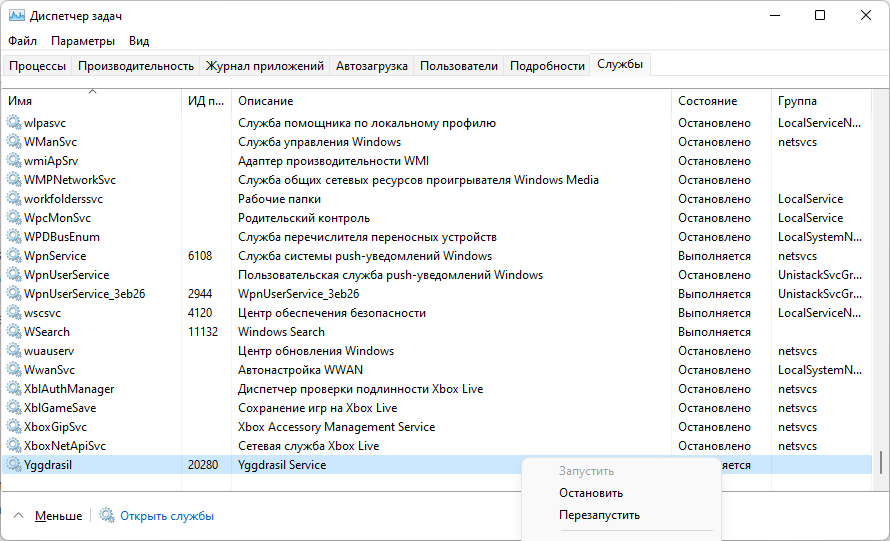 Диспетчер задач
Файл Параметры Вид
Процессы Производительность Журнал приложений Автозагрузка Пользователи Подробности Службы
Имя ИД п... Описание Состояние Группа
wlpasvc Служба помощника по локальному профилю Остановлено LocalServiceN...
WManSvc Служба управления Windows Остановлено netsvcs
wmiApSrv Адаптер производительности WMI Остановлено
WMPNetworkSvc Служба общих сетевых ресурсов проигрывателя Windows Media Остановлено
workfolderssvc Рабочие папки Остановлено LocalService
WpcMonSvc Родительский контроль Остановлено LocalService
WPDBusEnum Служба перечислителя переносных устройств Остановлено LocalSystemN...
WpnService 6108 Служба системы push-уведомлений Windows Выполняется netsvcs
WpnUserService Пользовательская служба push-уведомлений Windows Остановлено UnistackSvcGr...
WpnUserService_3eb26 2944 WpnUserService_3eb26 Выполняется UnistackSvcGr...
wscsvc 4120 Центр обеспечения безопасности Выполняется LocalServiceN...
WSearch 11132 Windows Search Выполняется
wuauserv Центр обновления Windows Остановлено netsvcs
WwanSvc Автонастройка WWAN Остановлено LocalSystemN...
XblAuthManager Диспетчер проверки подлинности Xbox Live Остановлено netsvcs
XblGameSave Сохранение игр на Xbox Live Остановлено netsvcs
XboxGipSvc Xbox Accessory Management Service Остановлено netsvcs
XboxNetApiSvc Сетевая служба Xbox Live Остановлено netsvcs
Yggdrasil 20280 Yggdrasil Service яется
Запустить
Остановить
Перезапустить
Меньше Открыть службы